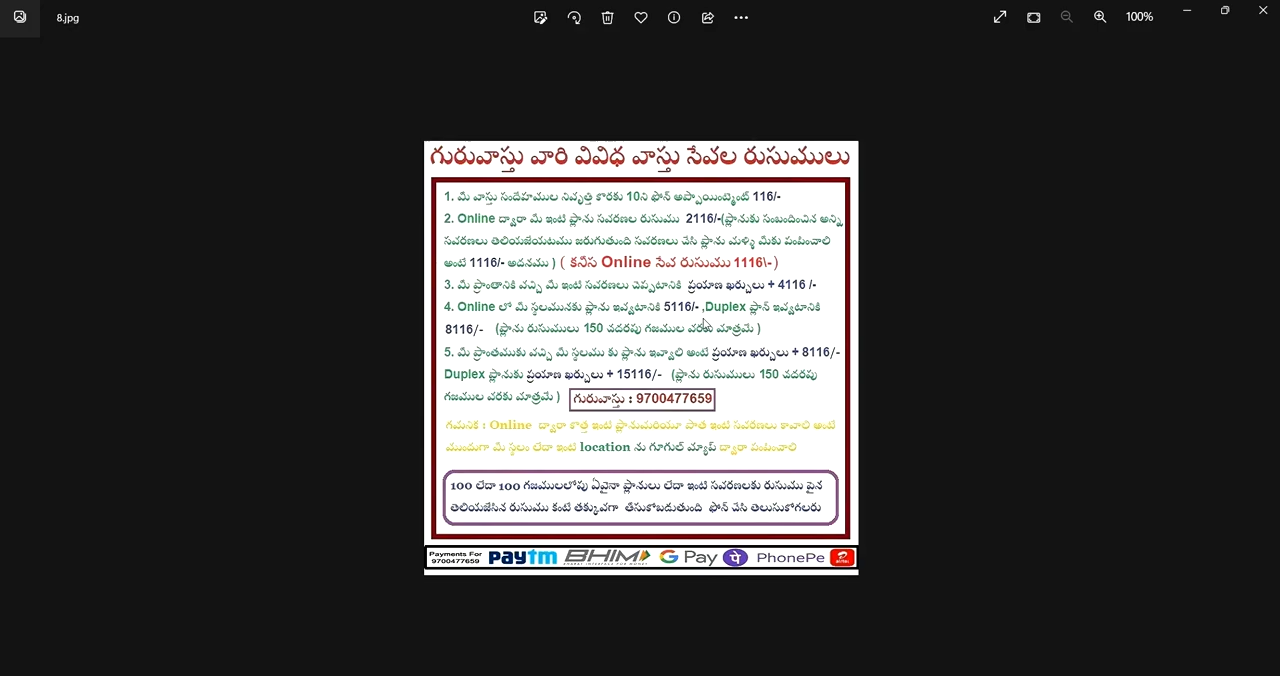 8.jpg
100%
గురువాస్తు వారి వివిధ వాస్తు సేవల రుసుములు
1. మీ వాస్తు సందేహముల నివృత్తి కొరకు 10ని ఫోన్ అప్పాయింట్మెంట్ 116/-
2. Online ద్వారా మీ ఇంటి ప్లాను సవరణల రుసుము 2116/-(ప్లానుకు సంబందించిన అన్ని
సవరణలు తెలియజేయటము జరుగుతుంది సవరణలు చేసి ప్లాను మళ్ళి మీకు పంపించాలి
అంటే 1116/- అదనము ) ( కనీస Online సేవ రుసుము 1116\-)
3. మీ ప్రాంతానికి వచ్చి మీ ఇంటి సవరణలు చెప్పటానికి ప్రయాణ ఖర్చులు + 4116 /-
4. Online లో మీ స్థలమునకు ప్లాను ఇవ్వటానికి 5116/- ,Duplex ప్లాన్ ఇవ్వటానికి
8116/- (ప్లాను రుసుములు 150 చదరపు గజముల వరకు మాత్రమే )
5. మీ ప్రాంతముకు వచ్చి మీ స్థలము కు ప్లాను ఇవ్వాలి అంటే ప్రయాణ ఖర్చులు + 8116/-
Duplex ప్లానుకు ప్రయాణ ఖర్చులు + 15116/- (ప్లాను రుసుములు 150 చదరపు
గజముల వరకు మాత్రమే ) గురువాస్తు : 9700477659
గమనిక : Online ద్వారా కొత్త ఇంటి ప్లానుమరియూ పాత ఇంటి సవరణలు కావాలి అంటే
ముందుగా మీ స్థలం లేదా ఇంటి location ను గూగుల్ మ్యాప్ ద్వారా పంపించాలి
100 లేదా 100 గజములలోపు ఏవైనా ప్లానులు లేదా ఇంటి సవరణలకు రుసుము పైన
తెలియజేసిన రుసుము కంటే తక్కువగా తీసుకోబడుతుంది ఫోన్ చేసి తెలుసుకోగలరు
Payments For
9700477659 paytm BHIM G Pay पे PhonePe airtel